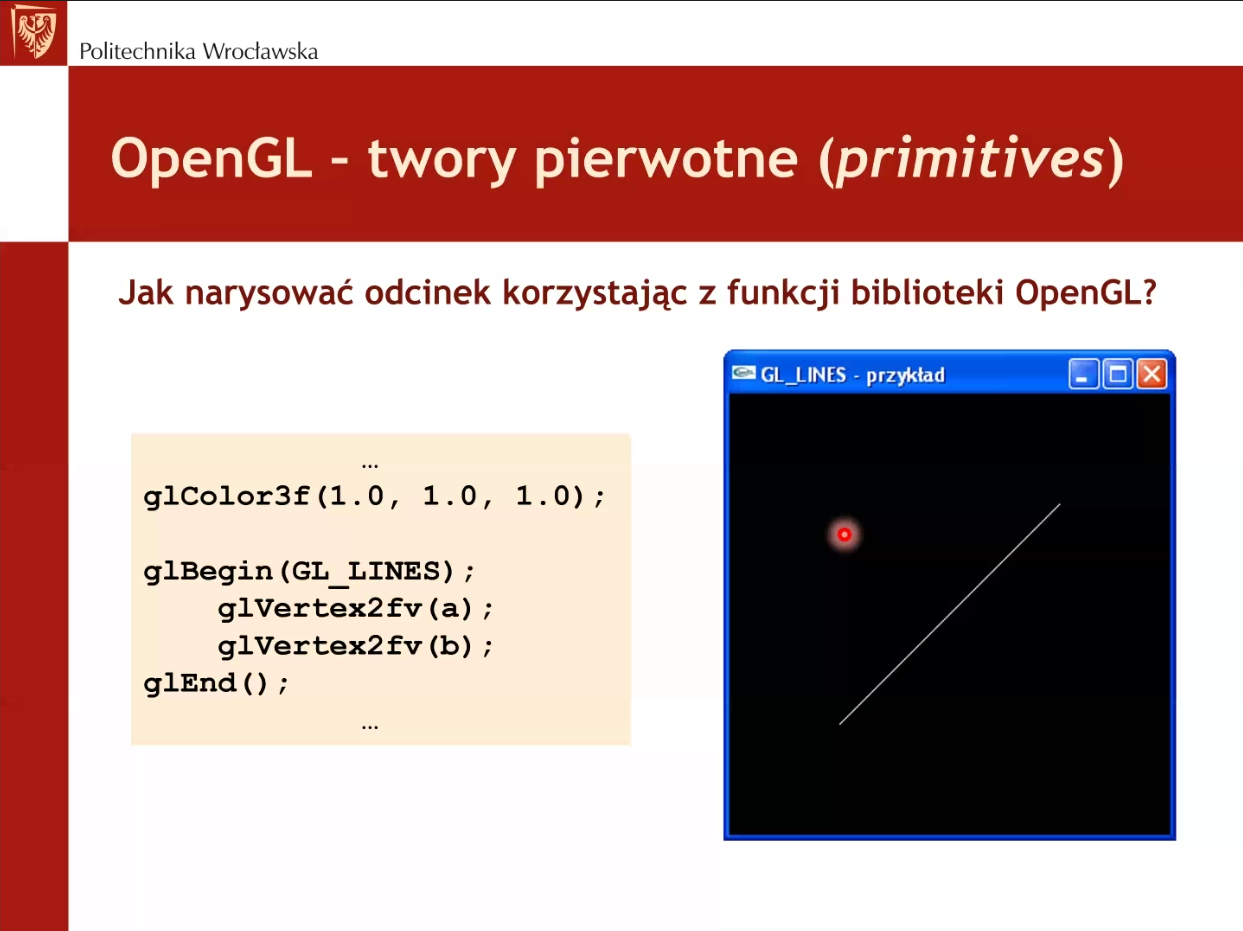 Politechnika Wrocławska
OpenGL – twory pierwotne (primitives)
Jak narysować odcinek korzystając z funkcji biblioteki OpenGL?
GL_LINES - przykład
…
glColor3f(1.0, 1.0, 1.0);
glBegin(GL_LINES);
glVertex2fv(a);
glVertex2fv(b);
glEnd();
…